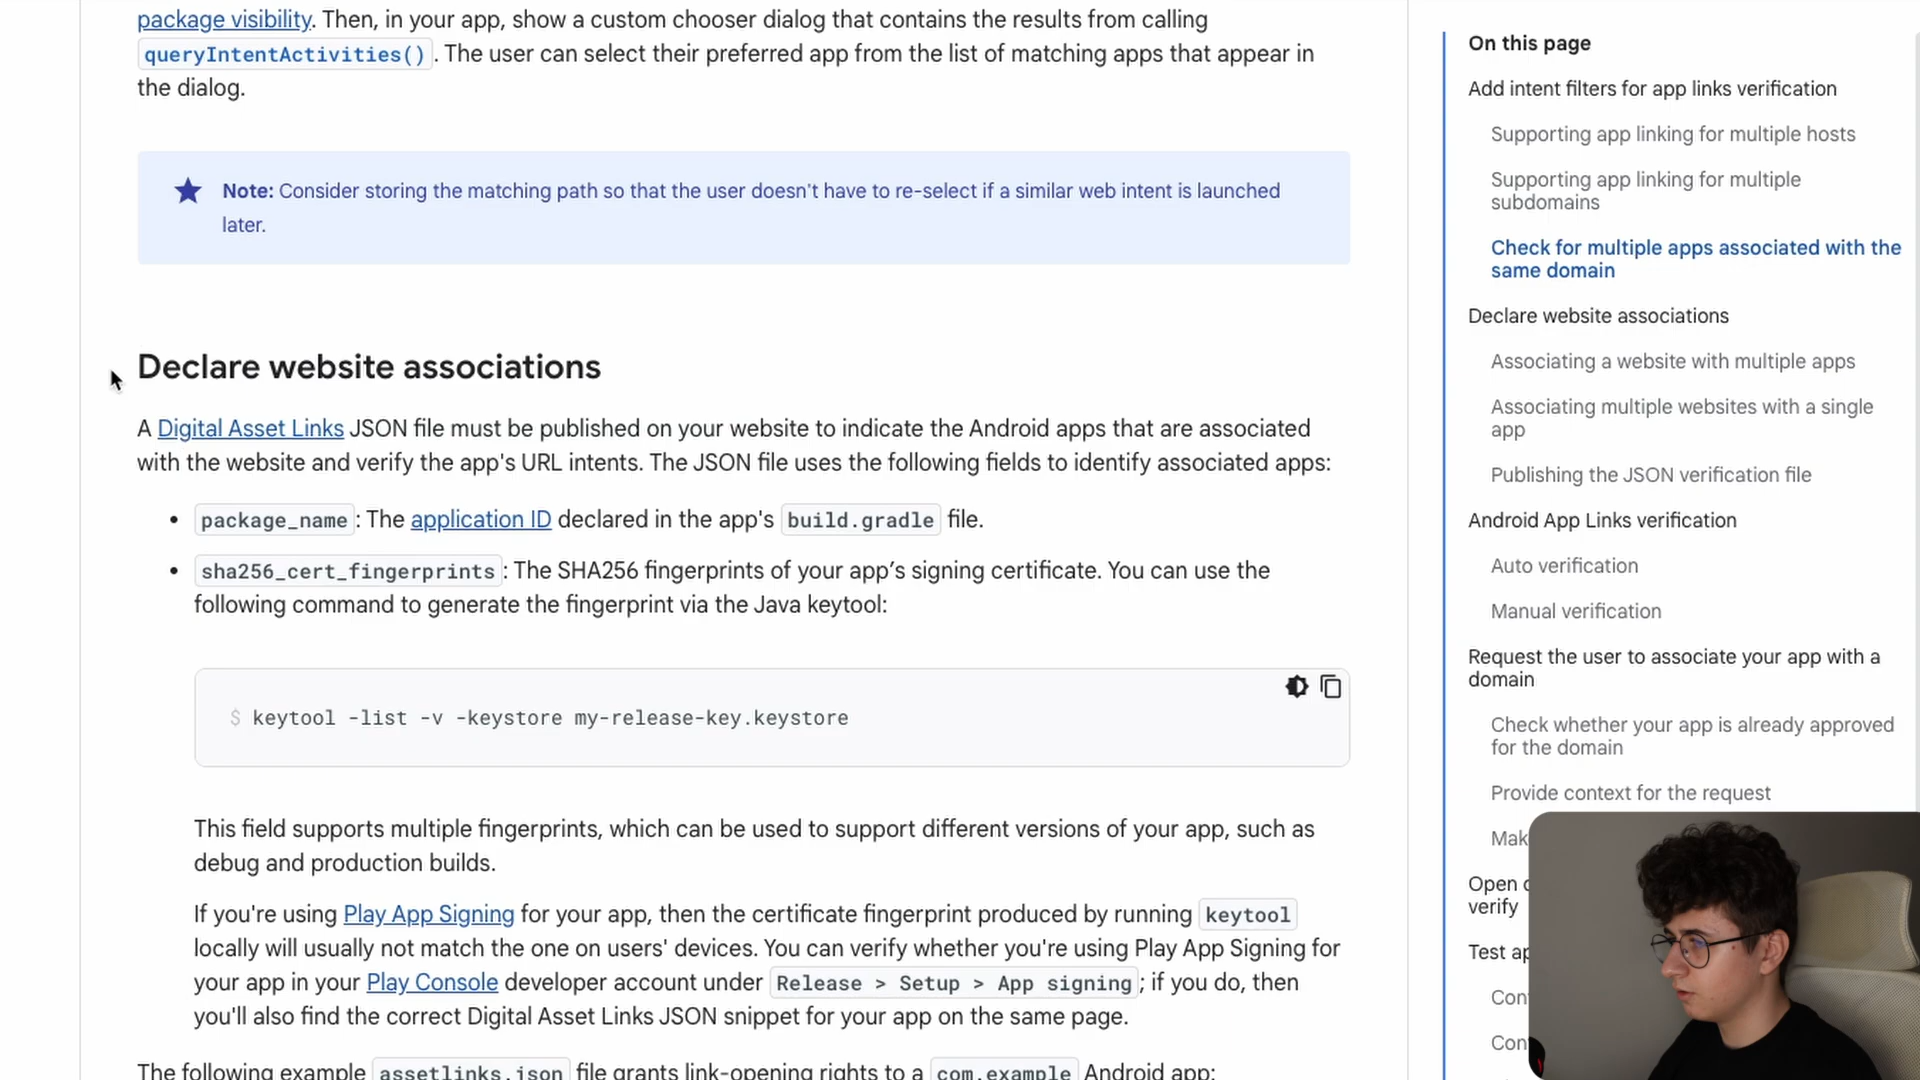 package visibility. Then, in your app, show a custom chooser dialog that contains the results from calling
queryIntentActivities(). The user can select their preferred app from the list of matching apps that appear in
the dialog.
Note: Consider storing the matching path so that the user doesn't have to re-select if a similar web intent is launched
later.
Declare website associations
A Digital Asset Links JSON file must be published on your website to indicate the Android apps that are associated
with the website and verify the app's URL intents. The JSON file uses the following fields to identify associated apps:
• package_name: The application ID declared in the app's build.gradle file.
• sha256_cert_fingerprints: The SHA256 fingerprints of your app’s signing certificate. You can use the
following command to generate the fingerprint via the Java keytool:
$ keytool -list -v -keystore my-release-key.keystore
This field supports multiple fingerprints, which can be used to support different versions of your app, such as
debug and production builds.
If you're using Play App Signing for your app, then the certificate fingerprint produced by running keytool
locally will usually not match the one on users' devices. You can verify whether you're using Play App Signing for
your app in your Play Console developer account under Release > Setup > App signing; if you do, then
you'll also find the correct Digital Asset Links JSON snippet for your app on the same page.
The following example assetlinks.json file grants link-opening rights to a com.example Android app:
On this page
Add intent filters for app links verification
Supporting app linking for multiple hosts
Supporting app linking for multiple
subdomains
Check for multiple apps associated with the
same domain
Declare website associations
Associating a website with multiple apps
Associating multiple websites with a single
app
Publishing the JSON verification file
Android App Links verification
Auto verification
Manual verification
Request the user to associate your app with a
domain
Check whether your app is already approved
for the domain
Provide context for the request
Mak
Open
verify
Test